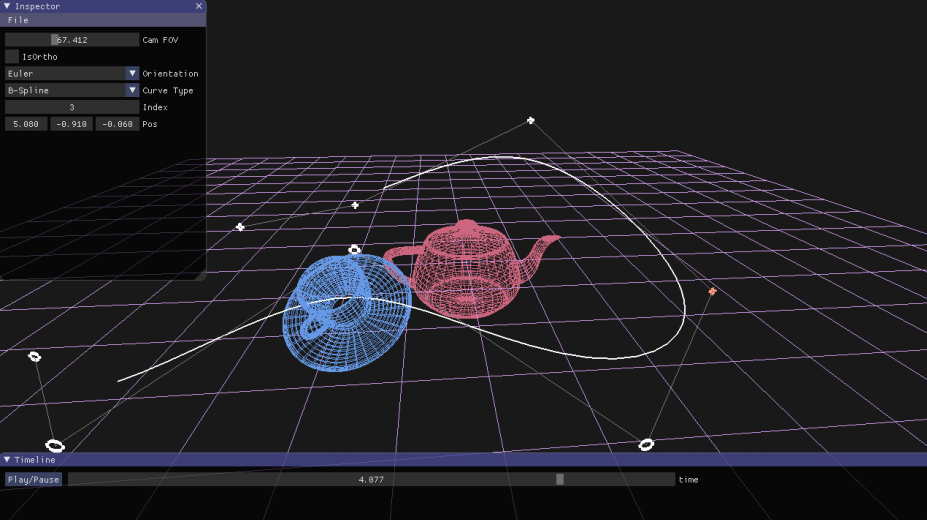 Inspector
File
67.412 Cam FOV
IsOrtho
Euler Orientation
B-Spline Curve Type
3 Index
5.080 -0.910 -0.060 Pos
Timeline
Play/Pause 4.077 time